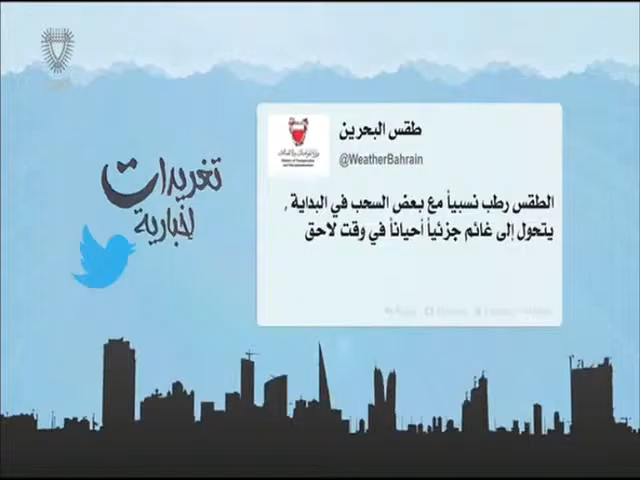 تغريدات
إخبارية
طقس البحرين
@WeatherBahrain
الطقس رطب نسبياً مع بعض السحب في البداية ,
يتحول إلى غائم جزئياً أحياناً في وقت لاحق